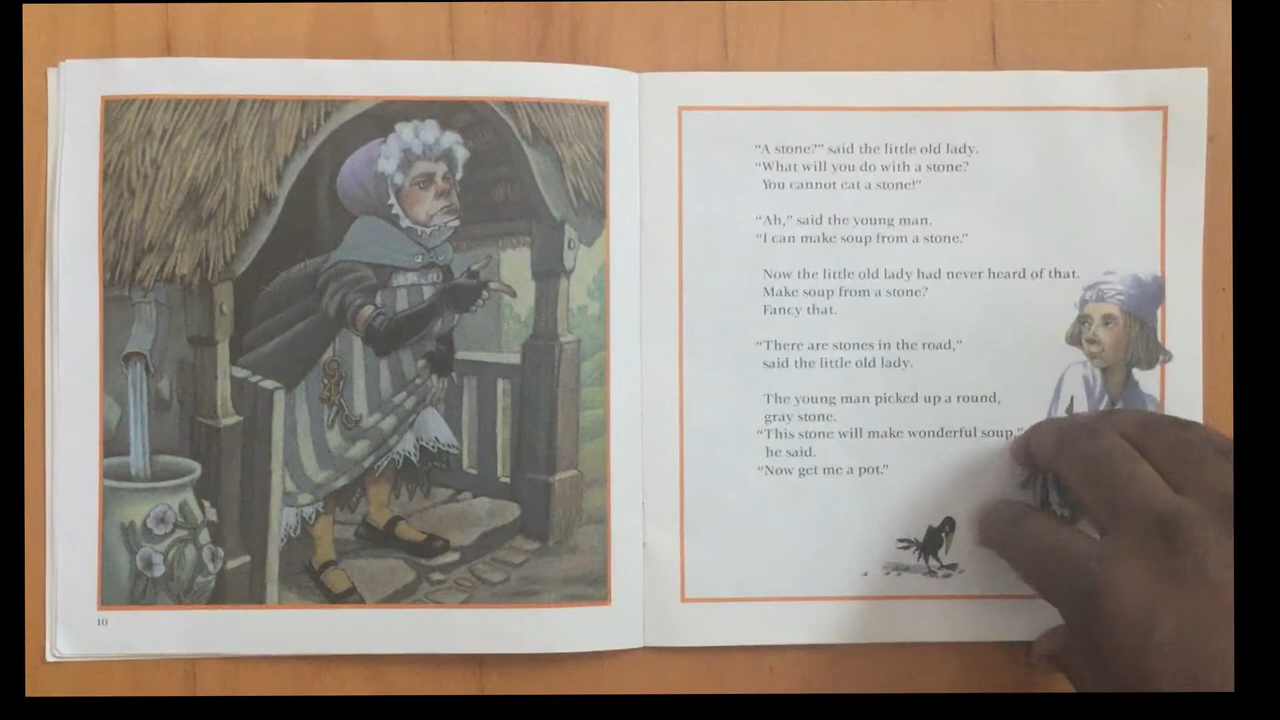 "A stone?" said the little old lady.
"What will you do with a stone?
You cannot eat a stone!"
"Ah," said the young man.
"I can make soup from a stone."
Now the little old lady had never heard of that.
Make soup from a stone?
Fancy that.
"There are stones in the road,"
said the little old lady.
The young man picked up a round,
gray stone.
"This stone will make wonderful soup,"
he said.
"Now get me a pot."
10